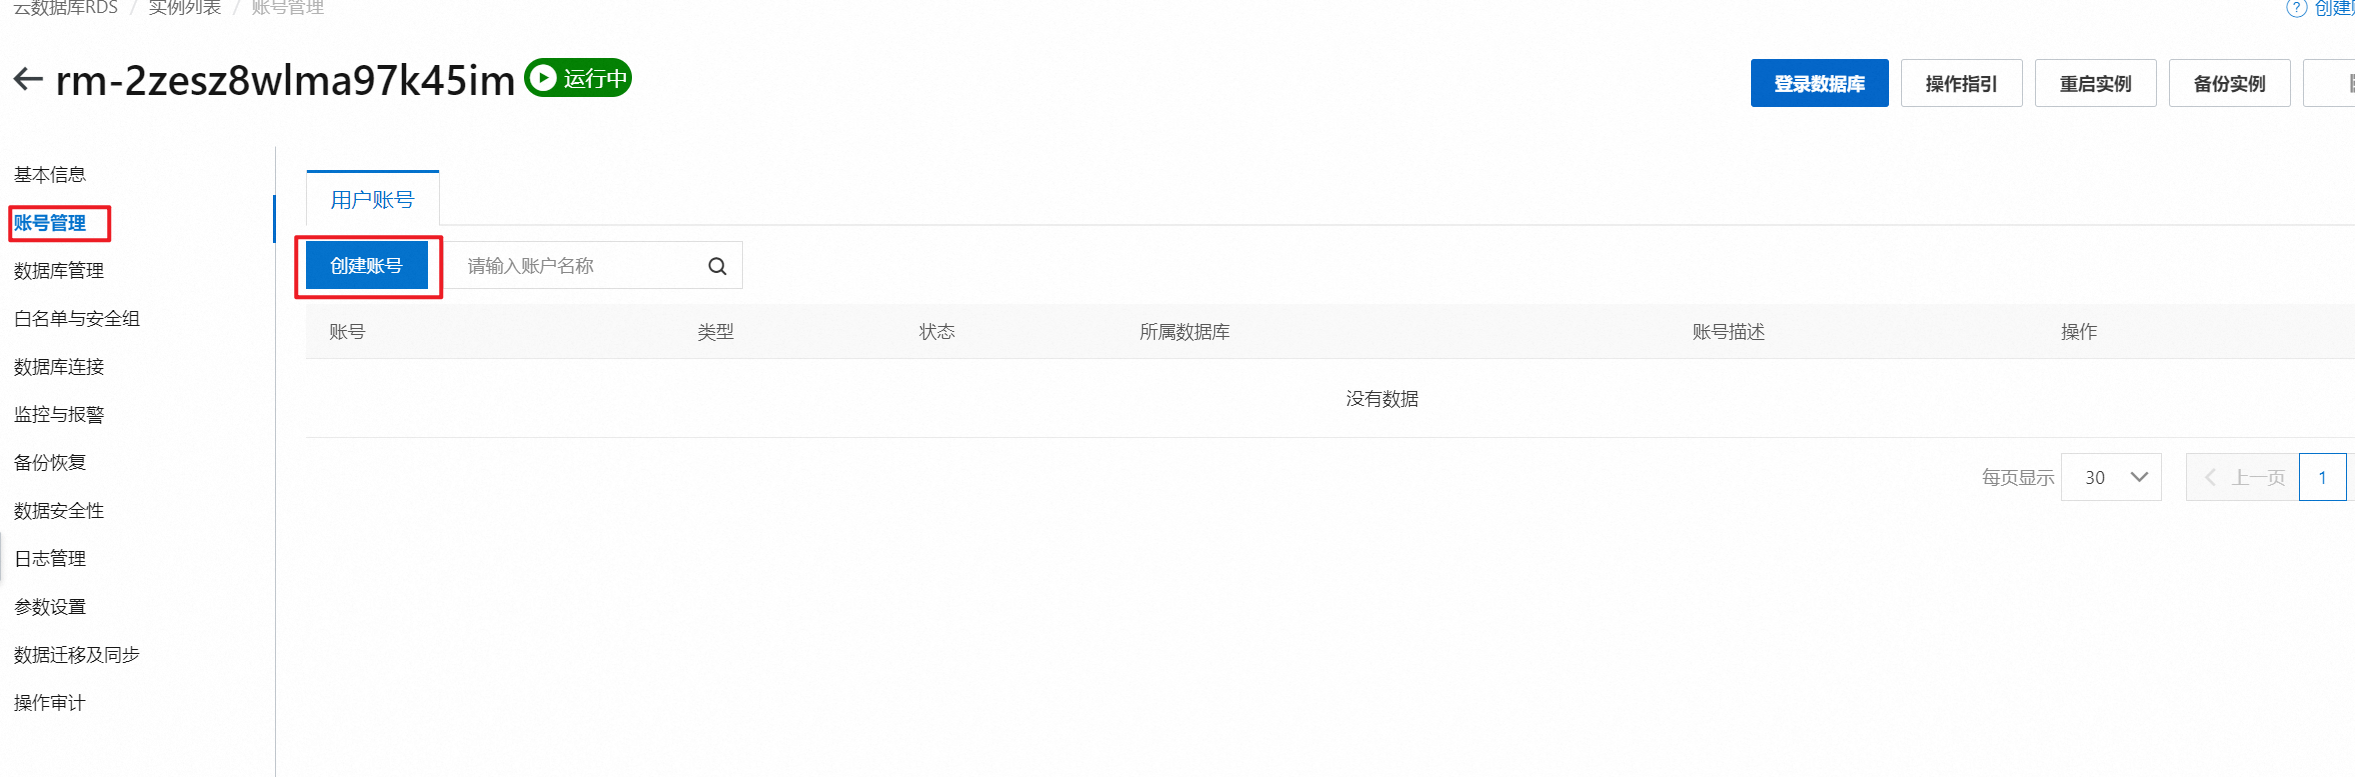 云数据库RDS / 实例列表 / 账号管理
创建
rm-2zesz8wlma97k45im 运行中
登录数据库 操作指引 重启实例 备份实例
基本信息
账号管理
数据库管理
白名单与安全组
数据库连接
监控与报警
备份恢复
数据安全性
日志管理
参数设置
数据迁移及同步
操作审计
用户账号
创建账号 请输入账户名称
账号 类型 状态 所属数据库 账号描述 操作
没有数据
每页显示 30 上一页 1